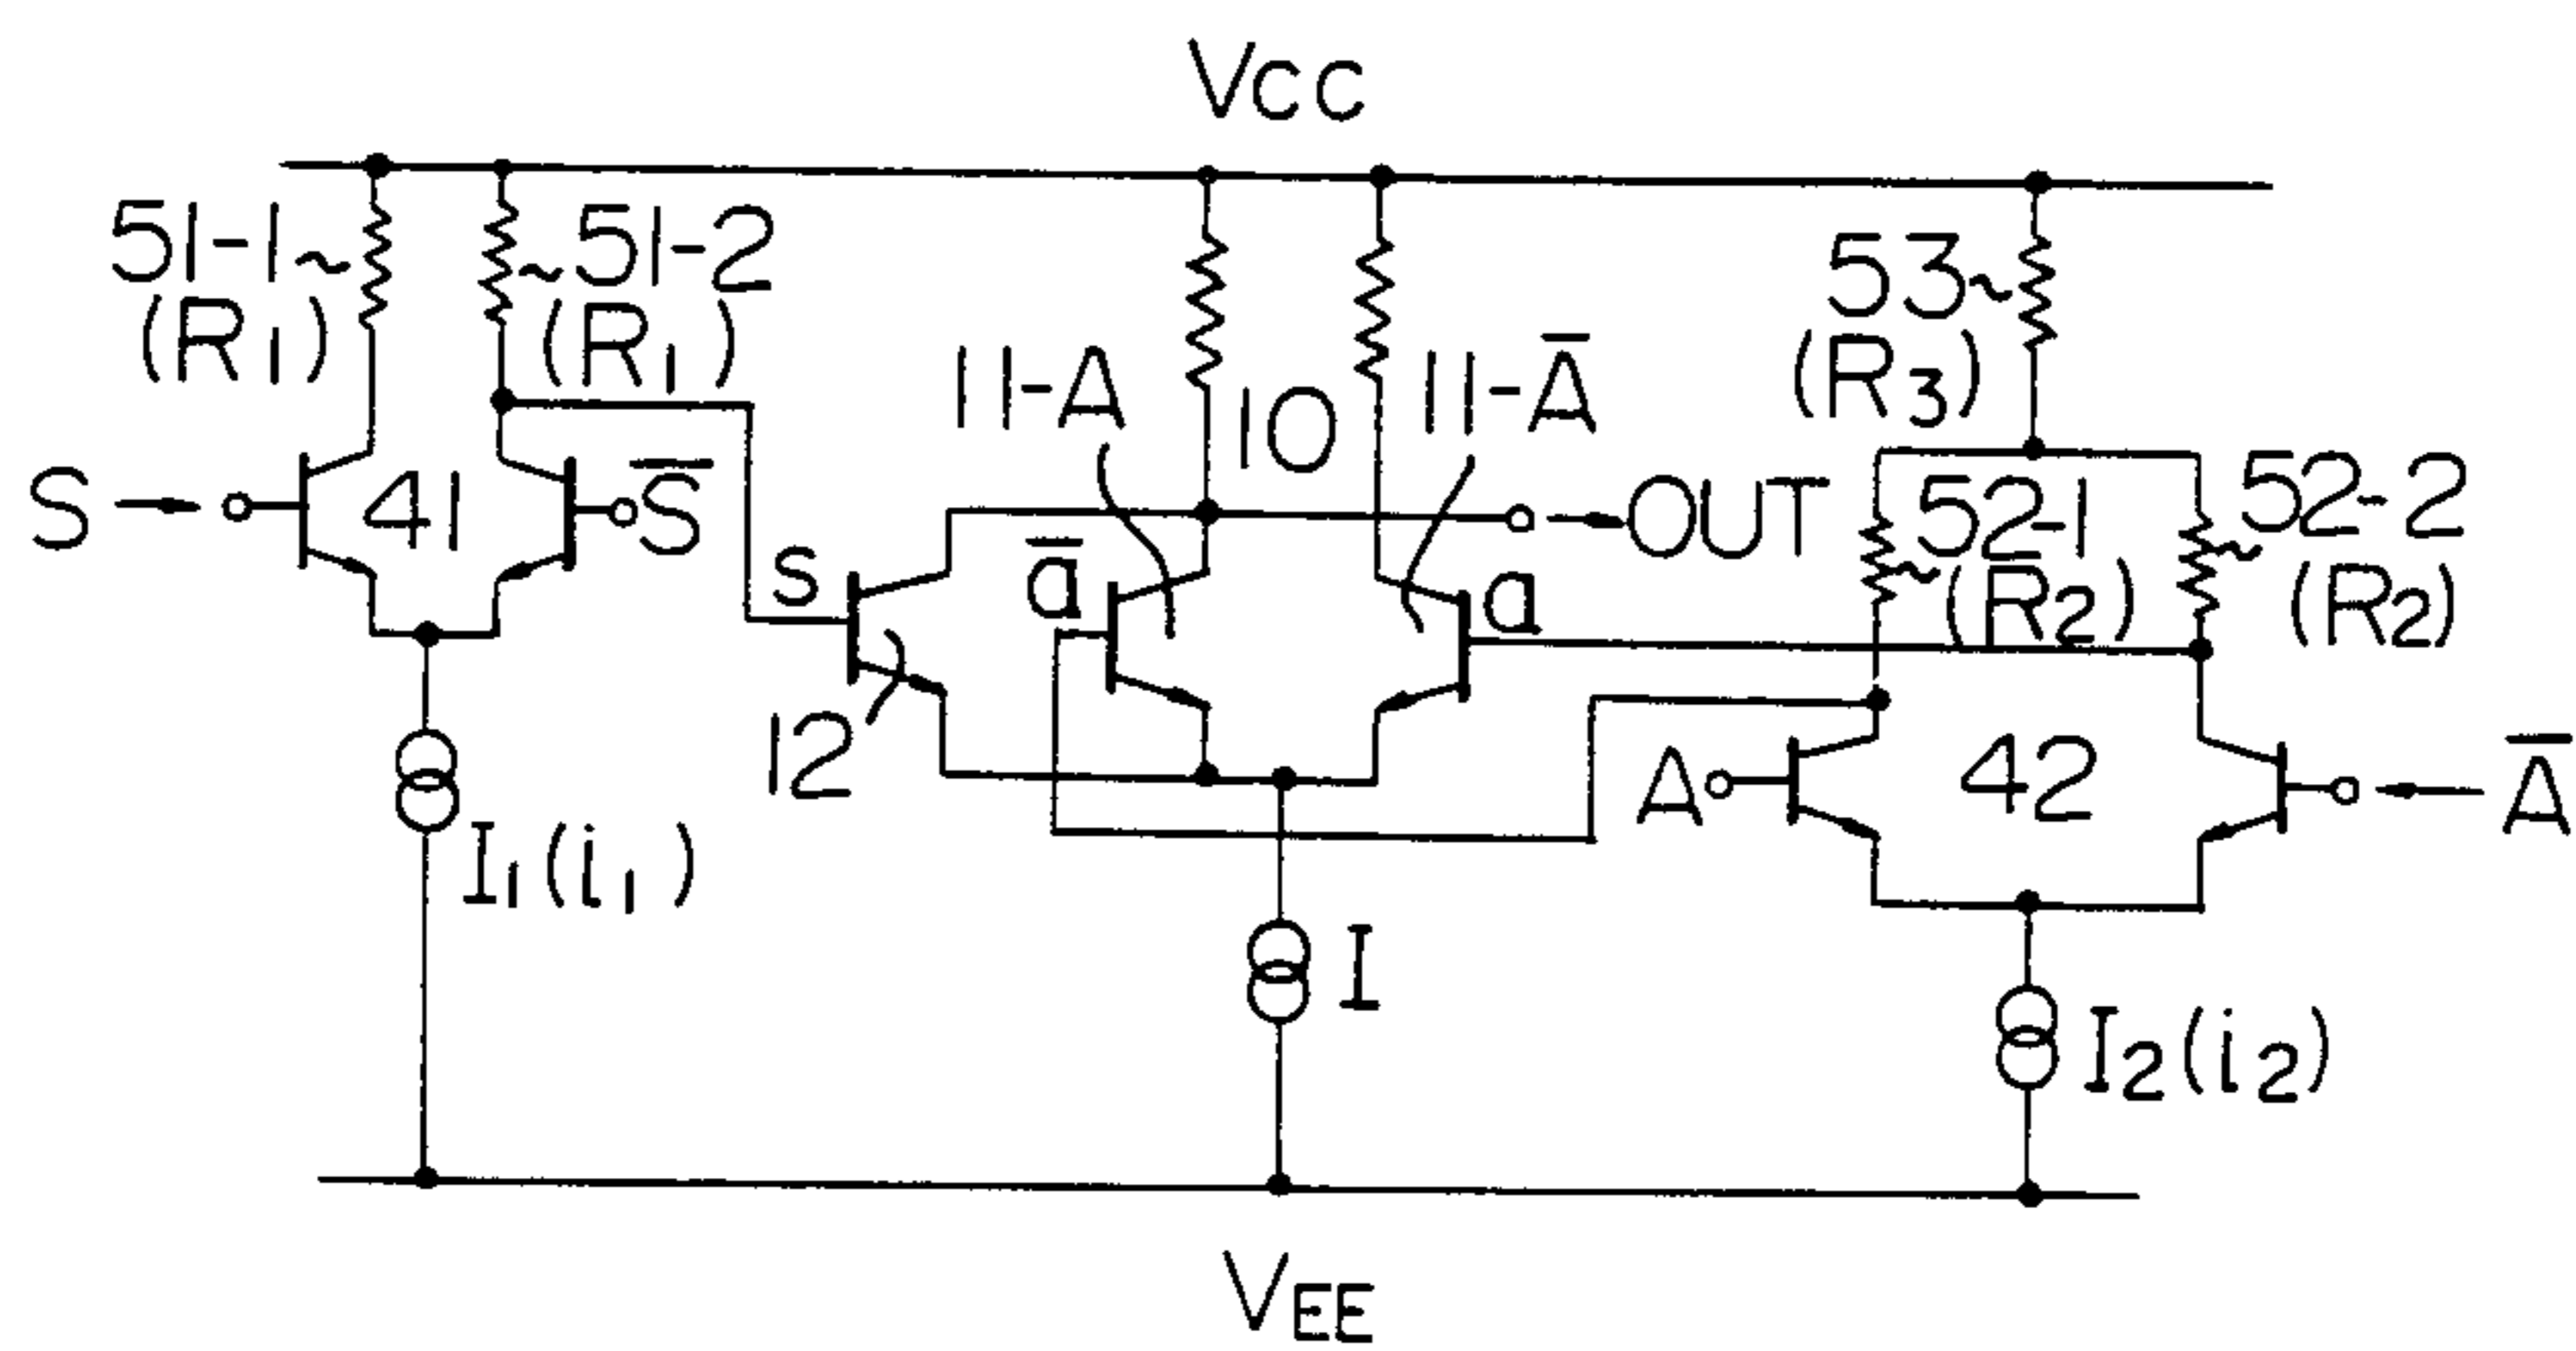 VCC
51-1
(R1)
51-2
(R1)
53
(R3)
11-A
10
11-A̅
S
41
S̅
OUT
52-1
(R2)
52-2
(R2)
s
a̅
a
12
A
42
A̅
I1(i1)
I
I2(i2)
VEE